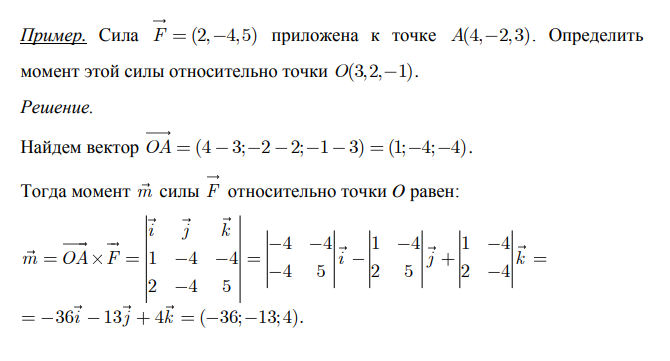 Пример. Сила $\overrightarrow{F} = (2,-4,5)$ приложена к точке $A(4,-2,3)$. Определить
момент этой силы относительно точки $O(3,2,-1)$.
Решение.
Найдем вектор $\overrightarrow{OA} = (4-3;-2-2;-1-3) = (1;-4;-4)$.
Тогда момент $\vec{m}$ силы $\overrightarrow{F}$ относительно точки $O$ равен:
$\vec{m} = \overrightarrow{OA} \times \overrightarrow{F} = \begin{vmatrix} \vec{i} & \vec{j} & \vec{k} \\ 1 & -4 & -4 \\ 2 & -4 & 5 \end{vmatrix} = \begin{vmatrix} -4 & -4 \\ -4 & 5 \end{vmatrix}\vec{i} - \begin{vmatrix} 1 & -4 \\ 2 & 5 \end{vmatrix}\vec{j} + \begin{vmatrix} 1 & -4 \\ 2 & -4 \end{vmatrix}\vec{k} =$
$= -36\vec{i} - 13\vec{j} + 4\vec{k} = (-36;-13;4).$